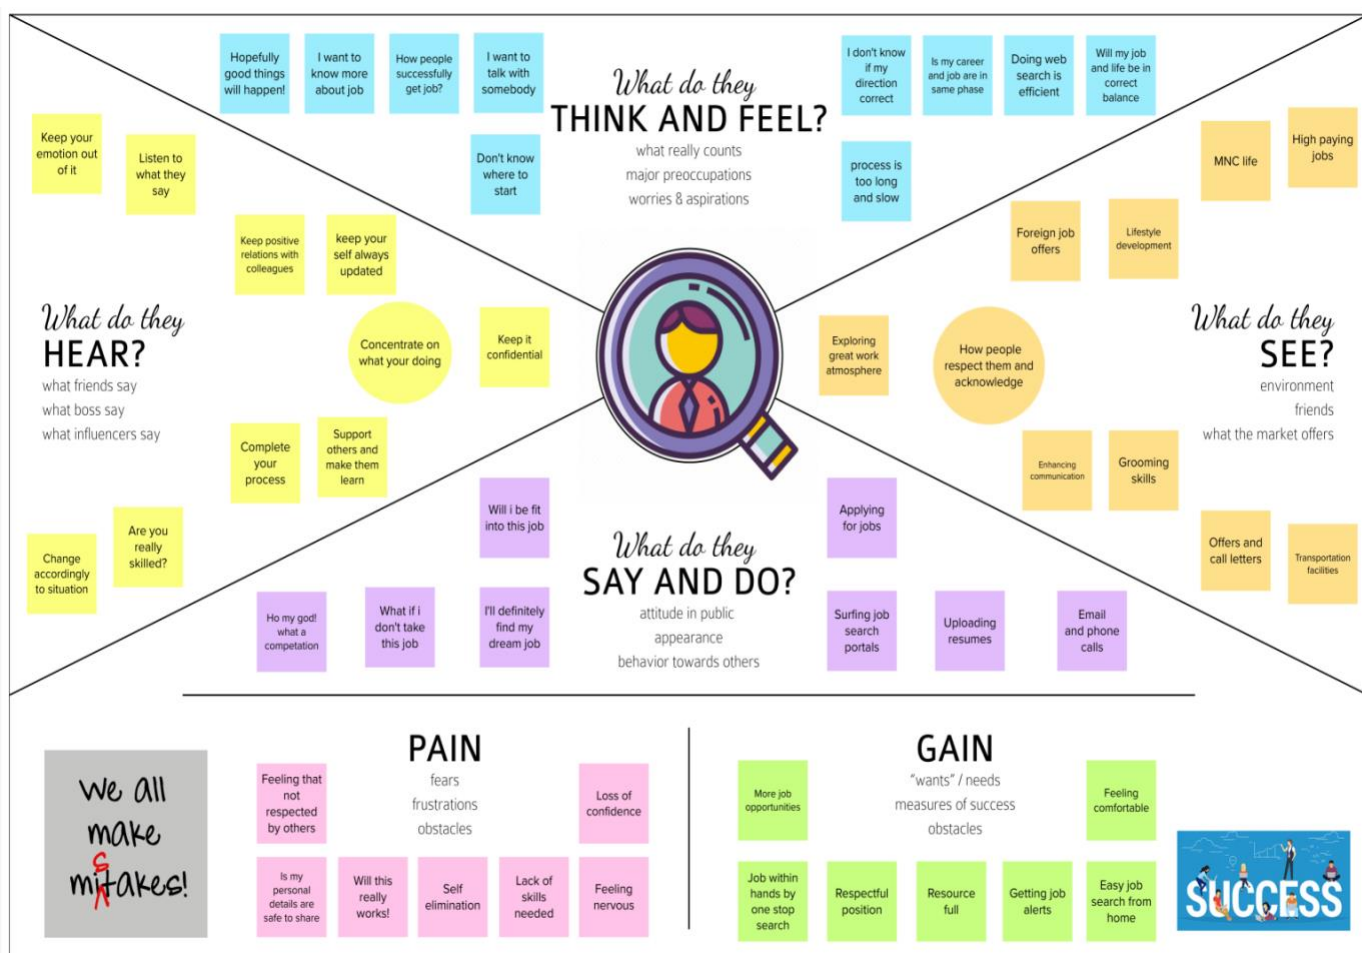 Hopefully
good things
will happen!
I want to
know more
about job
How people
successfully
get job?
I want to
talk with
somebody
Don't know
where to
start
What do they
THINK AND FEEL?
what really counts
major preoccupations
worries & aspirations
I don't know
if my
direction
correct
Is my career
and job are in
same phase
Doing web
search is
efficient
Will my job
and life be in
correct
balance
process is
too long
and slow
Keep your
emotion out
of it
Listen to
what they
say
Keep positive
relations with
colleagues
keep your
self always
updated
What do they
HEAR?
what friends say
what boss say
what influencers say
Concentrate on
what your doing
Keep it
confidential
Complete
your
process
Support
others and
make them
learn
Change
accordingly
to situation
Are you
really
skilled?
MNC life
High paying
jobs
Foreign job
offers
Lifestyle
development
Exploring
great work
atmosphere
How people
respect them and
acknowledge
What do they
SEE?
environment
friends
what the market offers
Enhancing
communication
Grooming
skills
Offers and
call letters
Transportation
facilities
Will i be fit
into this job
Ho my god!
what a
competation
What if i
don't take
this job
I'll definitely
find my
dream job
What do they
SAY AND DO?
attitude in public
appearance
behavior towards others
Applying
for jobs
Surfing job
search
portals
Uploading
resumes
Email
and phone
calls
We all
make
mitakes!
s
PAIN
fears
frustrations
obstacles
Feeling that
not
respected
by others
Loss of
confidence
Is my
personal
details are
safe to share
Will this
really
works!
Self
elimination
Lack of
skills
needed
Feeling
nervous
GAIN
"wants" / needs
measures of success
obstacles
More job
opportunities
Feeling
comfortable
Job within
hands by
one stop
search
Respectful
position
Resource
full
Getting job
alerts
Easy job
search from
home
SUCCESS